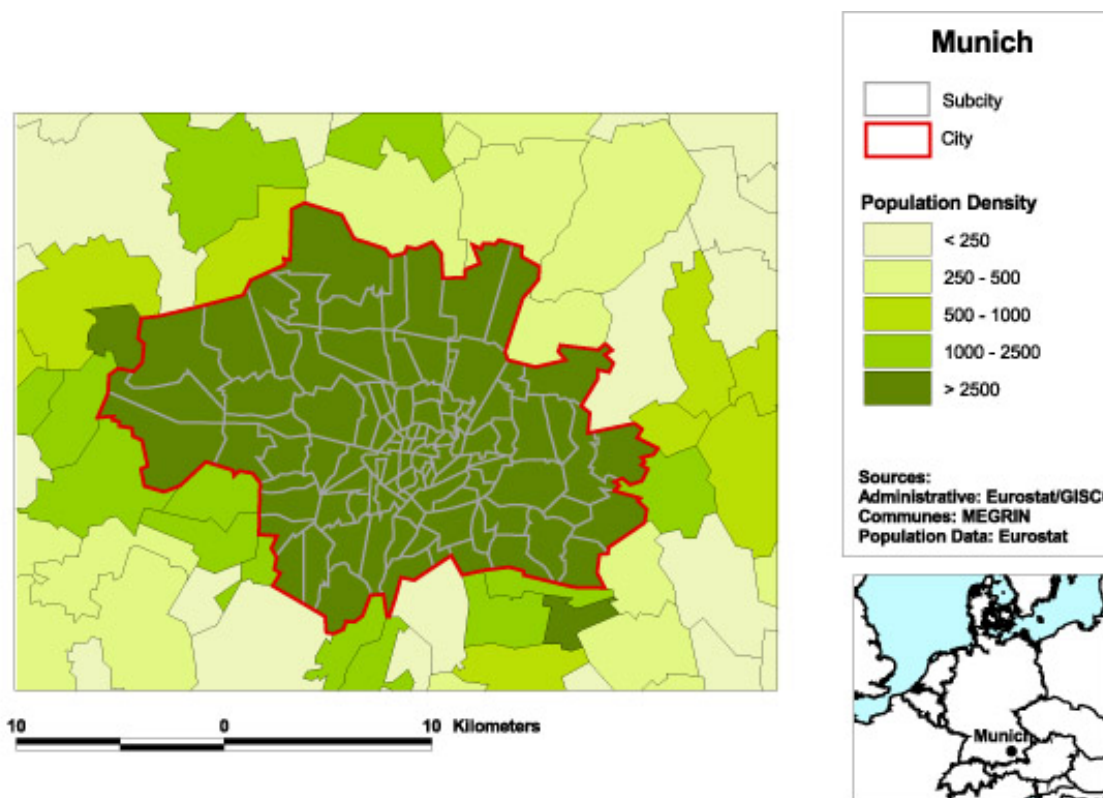 Munich
Subcity
City
Population Density
< 250
250 - 500
500 - 1000
1000 - 2500
> 2500
Sources:
Administrative: Eurostat/GISC
Communes: MEGRIN
Population Data: Eurostat
10 0 10 Kilometers
Munich